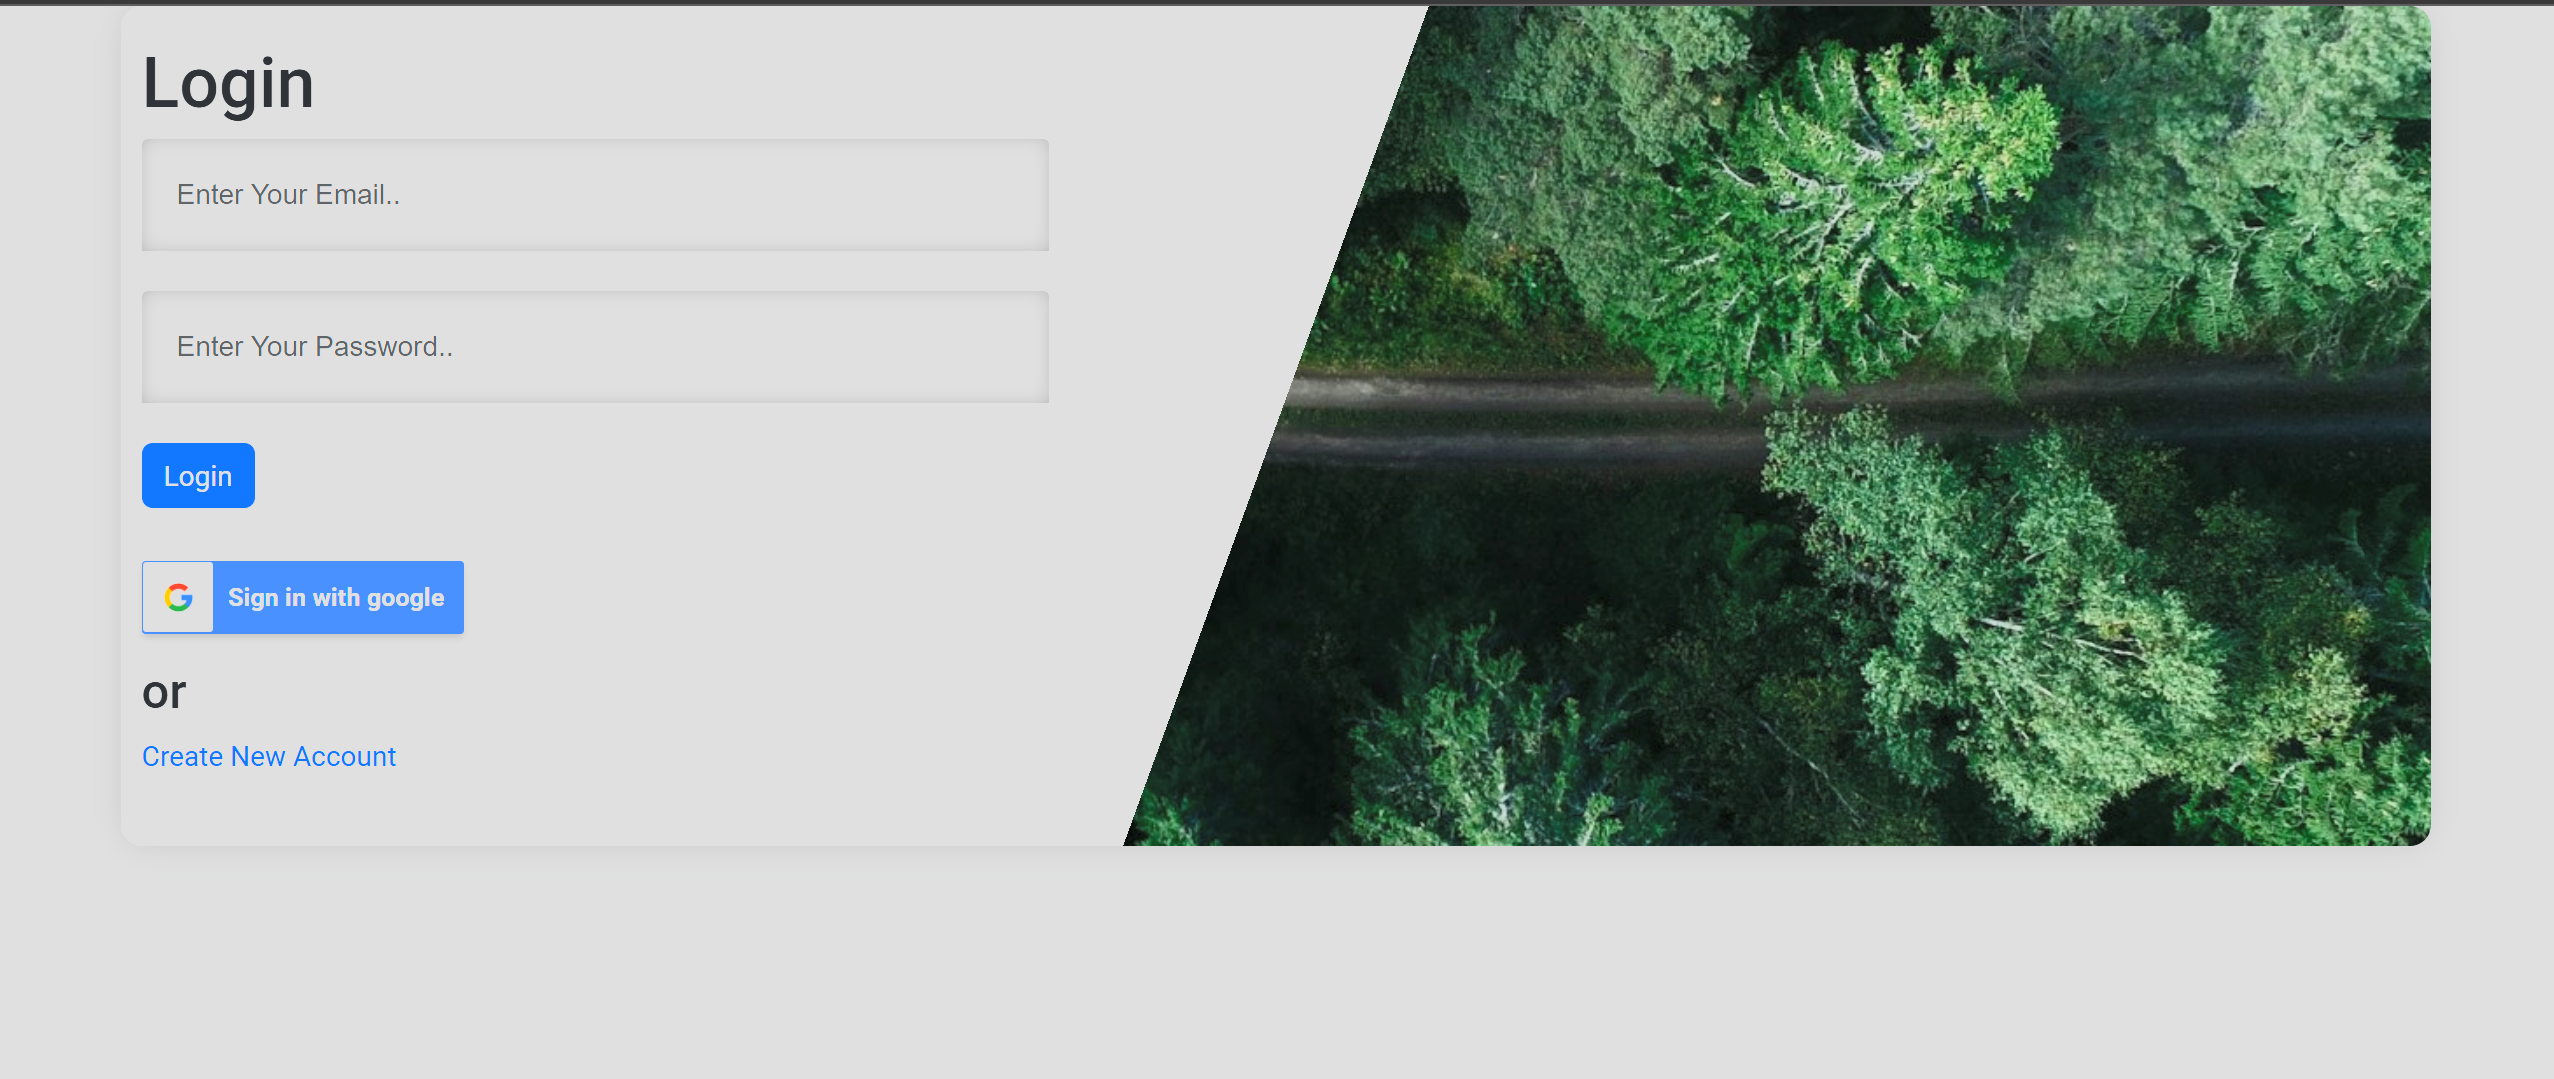 Login
Enter Your Email..
Enter Your Password..
Login
Sign in with google
or
Create New Account